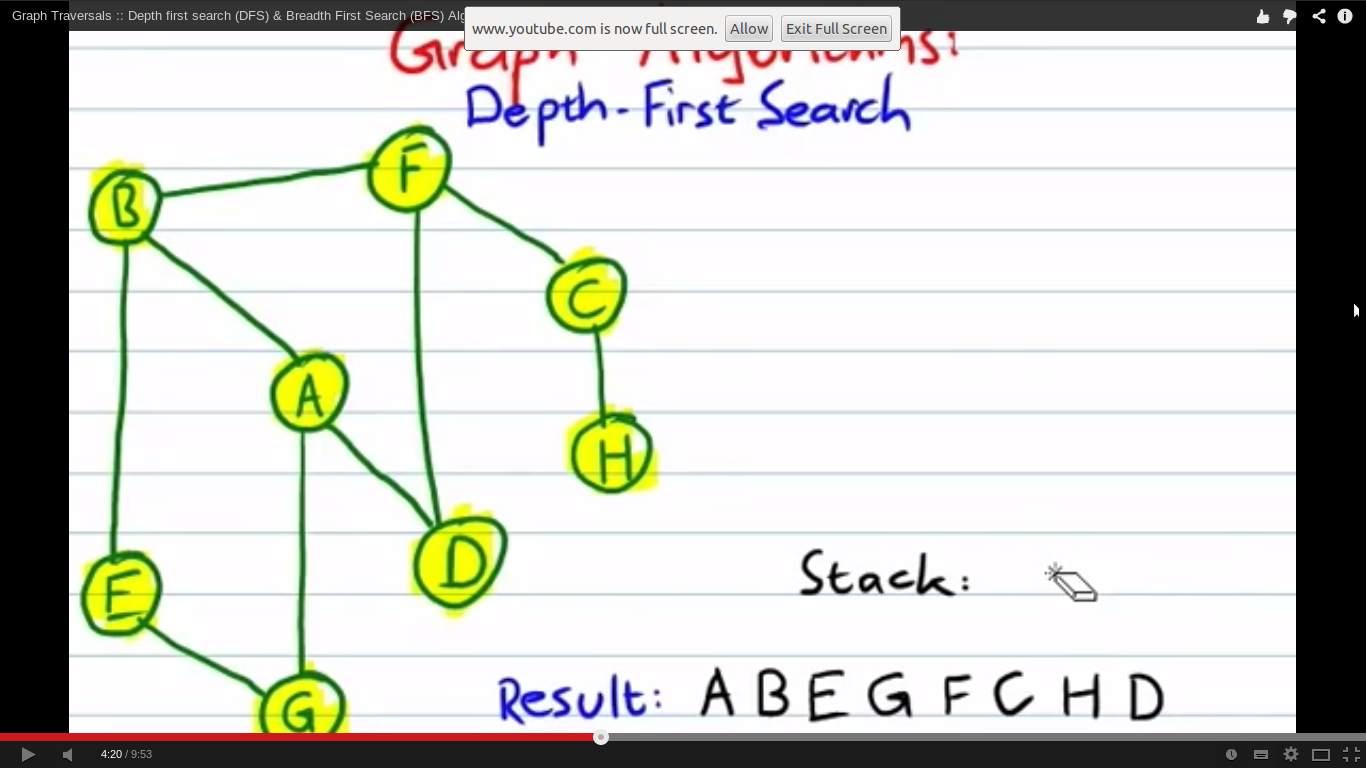 Graph Traversals :: Depth first search (DFS) & Breadth First Search (BFS)
www.youtube.com is now full screen. Allow Exit Full Screen
Graph Algorithms:
Depth-First Search
F
B
C
A
H
D
E
G
Stack:
Result: A B E G F C H D
4:20 / 9:53